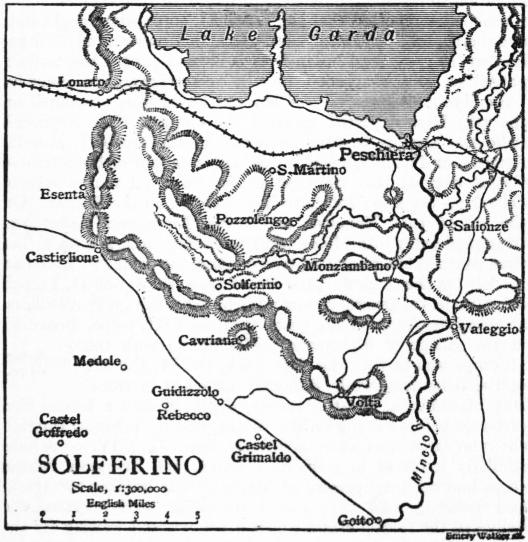 Lake Garda
Lonato
Peschiera
S. Martino
Esenta
Pozzolengo
Salionze
Castiglione
Monzambano
Solferino
Valeggio
Cavriana
Medole
Guidizzolo
Volta
Rebecco
Castel
Goffredo
Castel
Grimaldo
SOLFERINO
Scale, 1:300,000
English Miles
0 1 2 3 4 5
Mincio R.
Goito
Emery Walker sc.